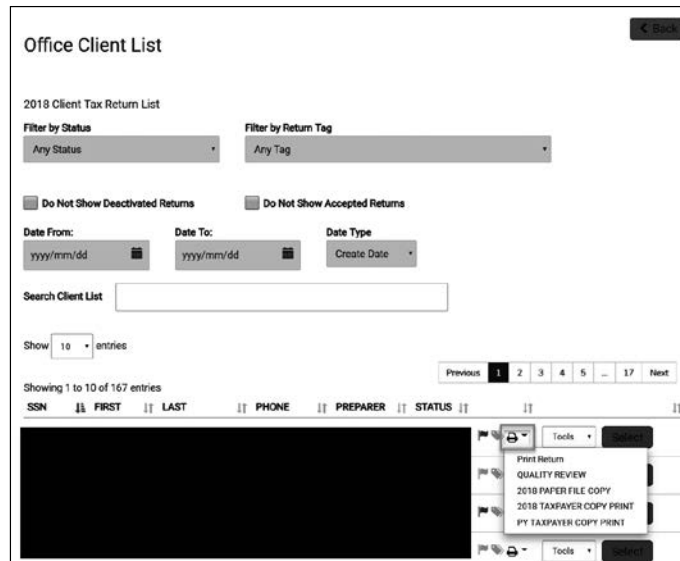 Back
Office Client List
2018 Client Tax Return List
Filter by Status
Filter by Return Tag
Any Status
Any Tag
Do Not Show Deactivated Returns
Do Not Show Accepted Returns
Date From:
Date To:
Date Type
yyyy/mm/dd
yyyy/mm/dd
Create Date
Search Client List
Show 10 entries
Previous 1 2 3 4 5 ... 17 Next
Showing 1 to 10 of 167 entries
SSN FIRST LAST PHONE PREPARER STATUS
Tools Select
Print Return
QUALITY REVIEW
2018 PAPER FILE COPY
2018 TAXPAYER COPY PRINT
PY TAXPAYER COPY PRINT
Tools Select